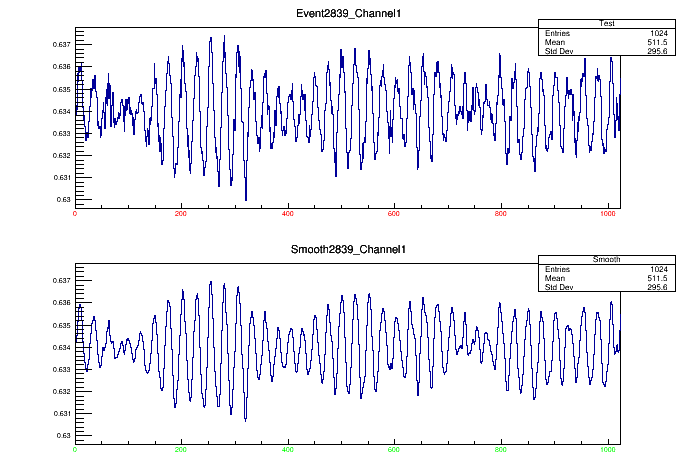 Event2839_Channel1
Test
Entries 1024
Mean 511.5
Std Dev 295.6
0.637
0.636
0.635
0.634
0.633
0.632
0.631
0.63
0 200 400 600 800 1000
Smooth2839_Channel1
Smooth
Entries 1024
Mean 511.5
Std Dev 295.6
0.637
0.636
0.635
0.634
0.633
0.632
0.631
0.63
0 200 400 600 800 1000